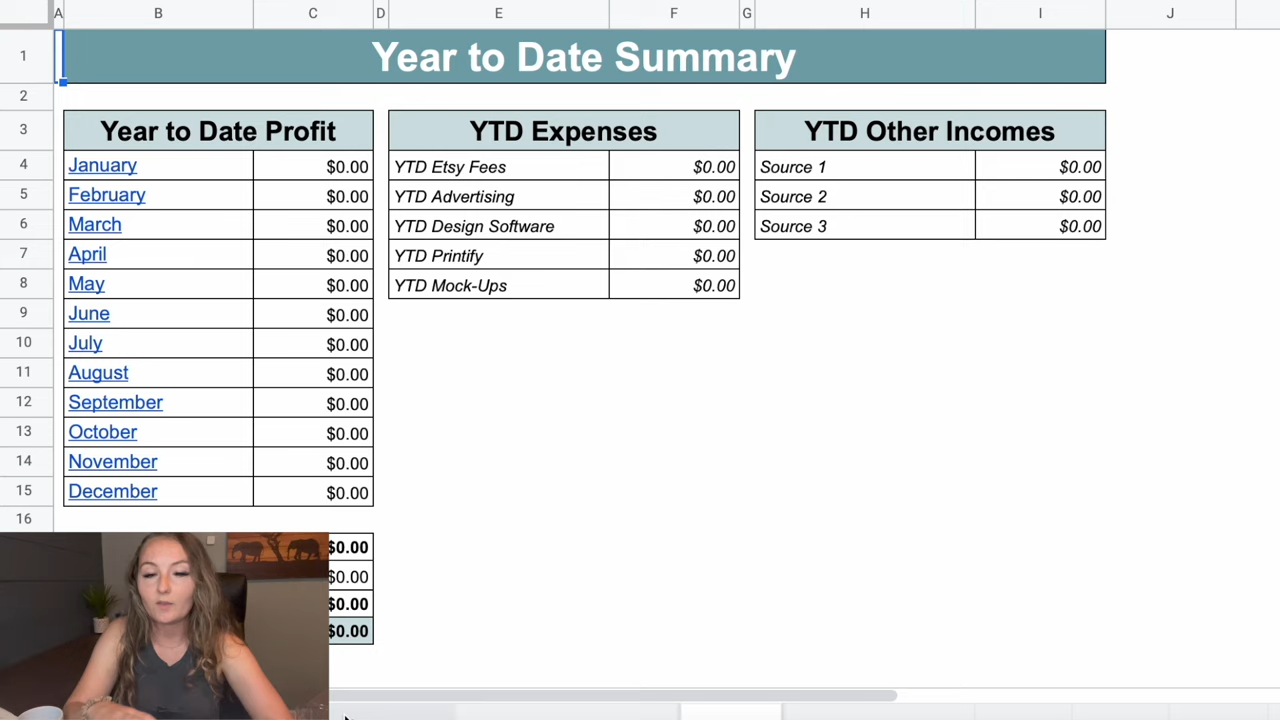 A B C D E F G H I J
1 Year to Date Summary
2
3 Year to Date Profit YTD Expenses YTD Other Incomes
4 January $0.00 YTD Etsy Fees $0.00 Source 1 $0.00
5 February $0.00 YTD Advertising $0.00 Source 2 $0.00
6 March $0.00 YTD Design Software $0.00 Source 3 $0.00
7 April $0.00 YTD Printify $0.00
8 May $0.00 YTD Mock-Ups $0.00
9 June $0.00
10 July $0.00
11 August $0.00
12 September $0.00
13 October $0.00
14 November $0.00
15 December $0.00
16
$0.00
$0.00
$0.00
$0.00